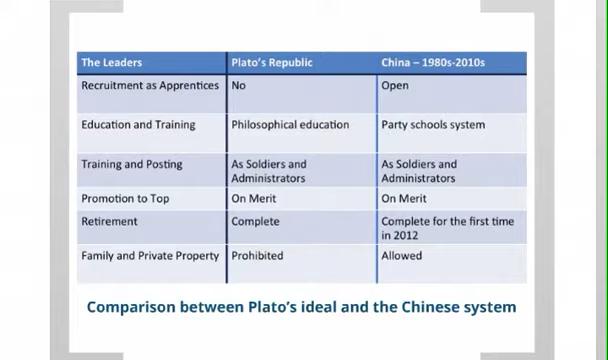 The Leaders Plato's Republic China – 1980s-2010s
Recruitment as Apprentices No Open
Education and Training Philosophical education Party schools system
Training and Posting As Soldiers and As Soldiers and
Administrators Administrators
Promotion to Top On Merit On Merit
Retirement Complete Complete for the first time
in 2012
Family and Private Property Prohibited Allowed
Comparison between Plato's ideal and the Chinese system